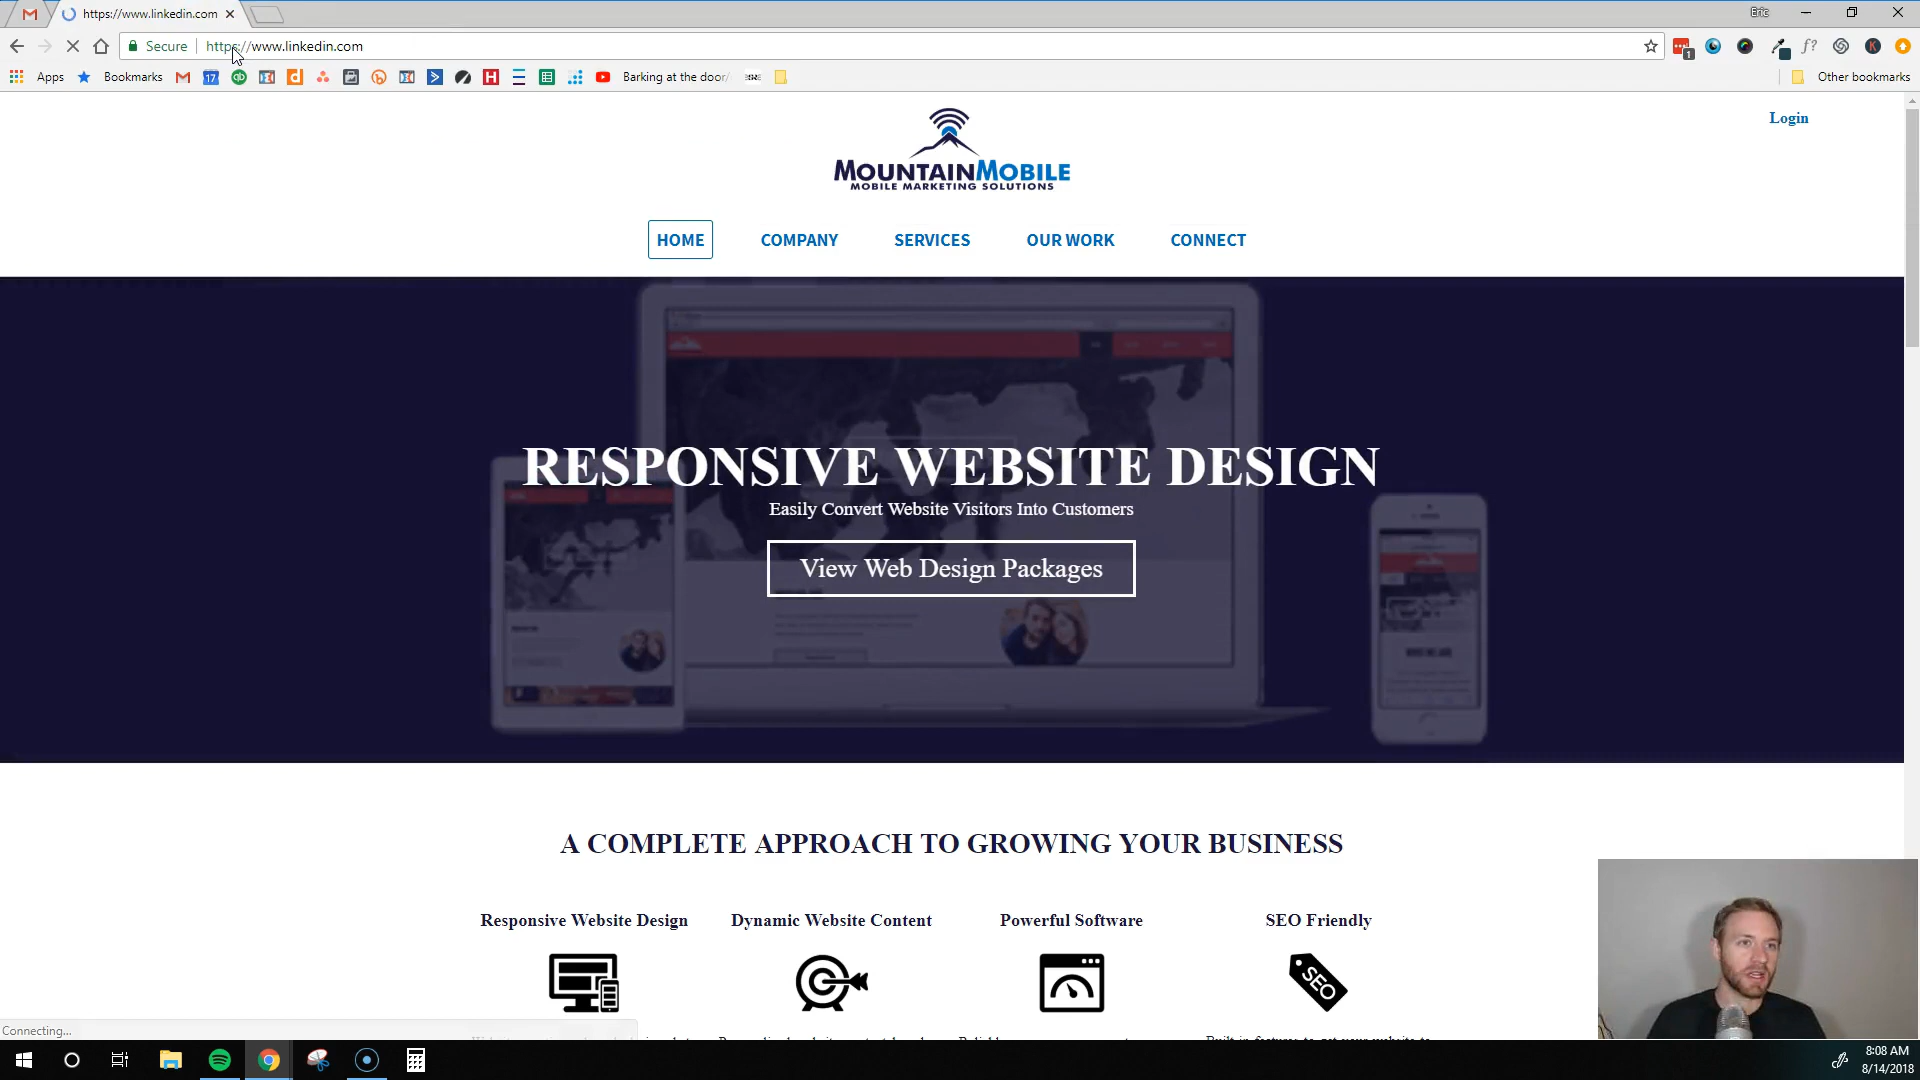 https://www.linkedin.com
Eric
Secure
https://www.linkedin.com
Apps
Bookmarks
17
Barking at the door/
Other bookmarks
Login
MOUNTAINMOBILE
MOBILE MARKETING SOLUTIONS
HOME
COMPANY
SERVICES
OUR WORK
CONNECT
RESPONSIVE WEBSITE DESIGN
Easily Convert Website Visitors Into Customers
View Web Design Packages
A COMPLETE APPROACH TO GROWING YOUR BUSINESS
Responsive Website Design
Dynamic Website Content
Powerful Software
SEO Friendly
SEO
Connecting...
8:08 AM
8/14/2018